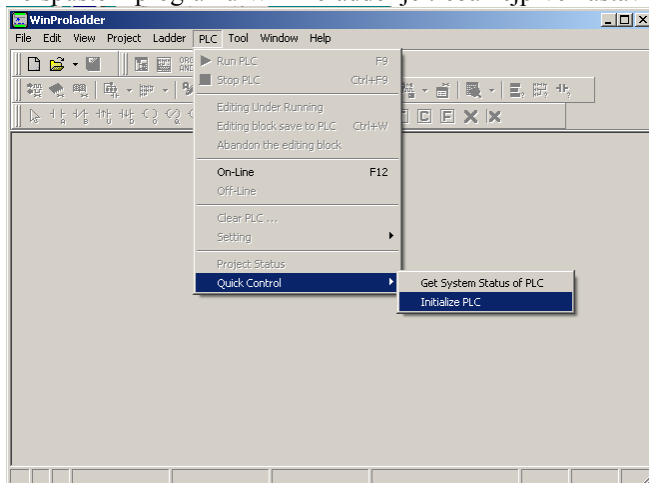 WinProladder
File Edit View Project Ladder PLC Tool Window Help
Run PLC F9
Stop PLC Ctrl+F9
Editing Under Running
Editing block save to PLC Ctrl+W
Abandon the editing block
On-Line F12
Off-Line
Clear PLC ...
Setting
Project Status
Quick Control
Get System Status of PLC
Initialize PLC